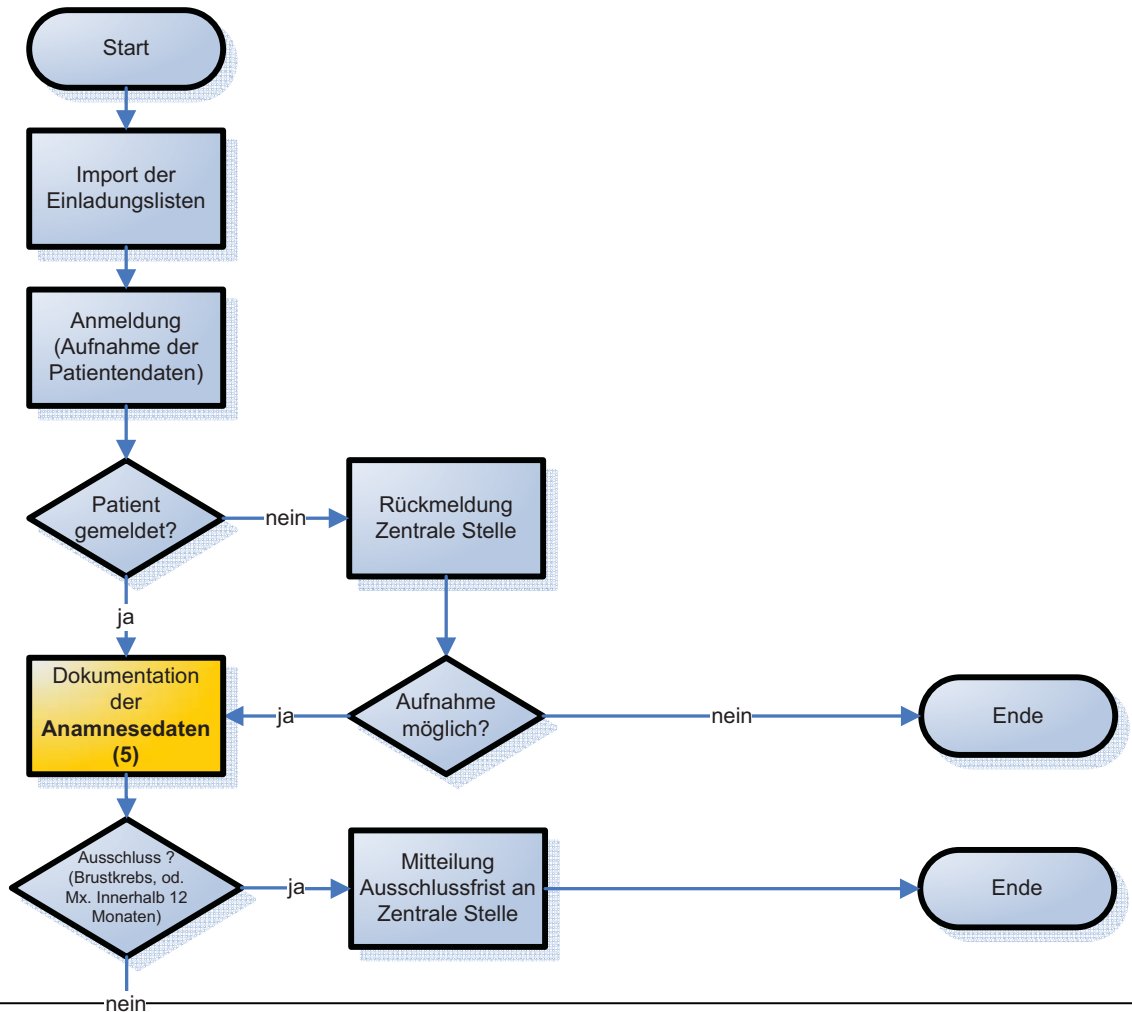 Start
Import der
Einladungslisten
Anmeldung
(Aufnahme der
Patientendaten)
Patient
gemeldet?
nein
Rückmeldung
Zentrale Stelle
ja
Dokumentation
der
Anamnesedaten
(5)
ja
Aufnahme
möglich?
nein
Ende
Ausschluss ?
(Brustkrebs, od.
Mx. Innerhalb 12
Monaten)
ja
Mitteilung
Ausschlussfrist an
Zentrale Stelle
Ende
nein